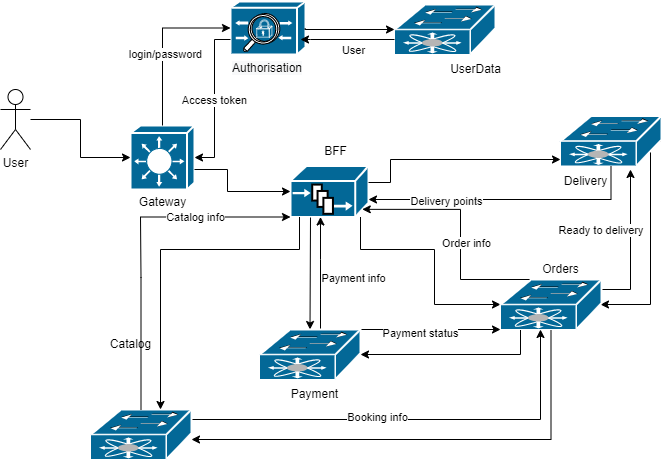 login/password
Authorisation
User
UserData
Access token
User
Gateway
BFF
Delivery
Catalog info
Delivery points
Order info
Ready to delivery
Payment info
Orders
Catalog
Payment status
Payment
Booking info